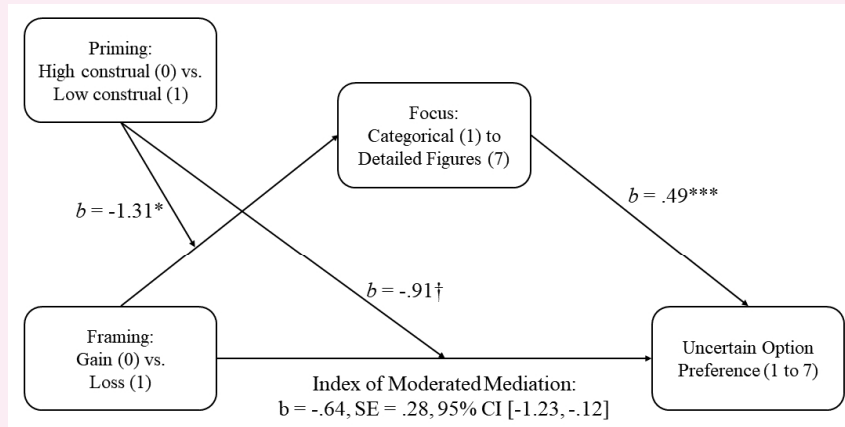 Priming:
High construal (0) vs.
Low construal (1)
Focus:
Categorical (1) to
Detailed Figures (7)
b = -1.31*
b = .49***
b = -.91†
Framing:
Gain (0) vs.
Loss (1)
Uncertain Option
Preference (1 to 7)
Index of Moderated Mediation:
b = -.64, SE = .28, 95% CI [-1.23, -.12]